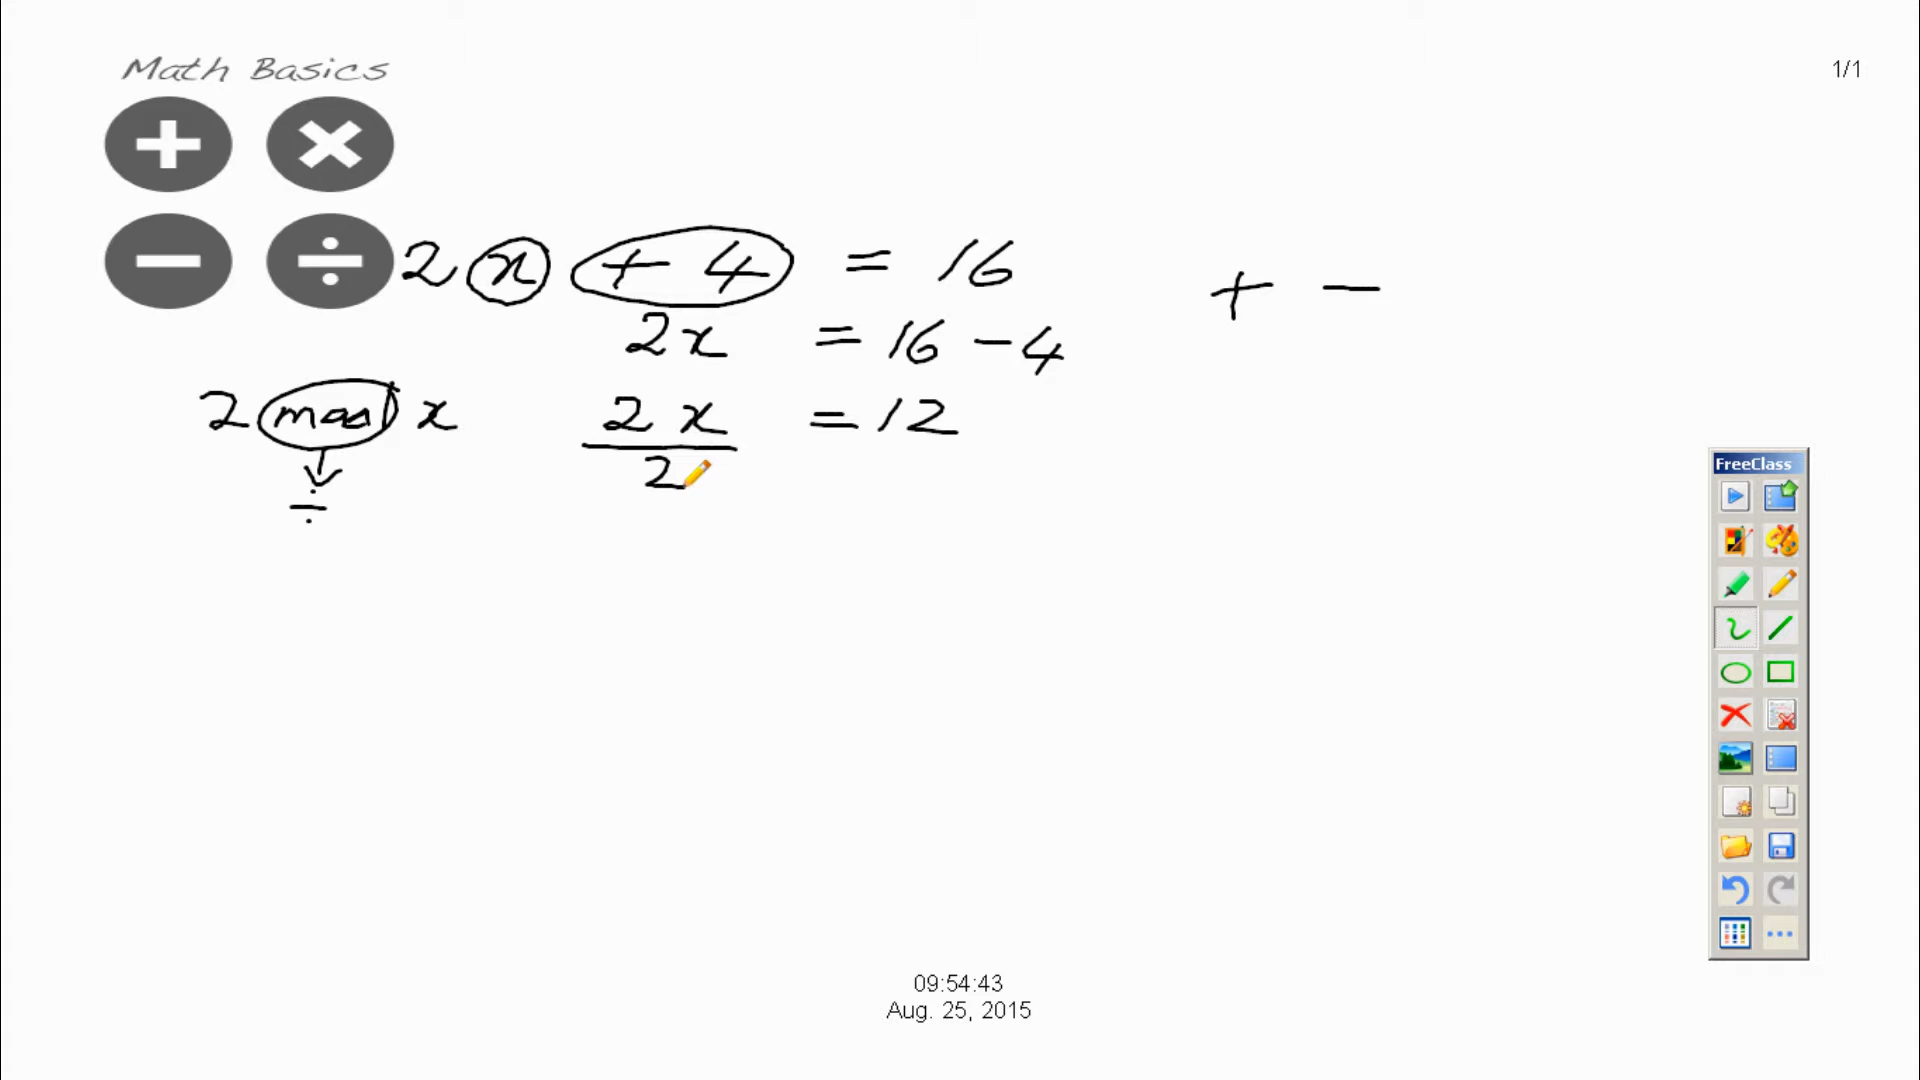 Math Basics
1/1
2x + 4 = 16
+ −
2x = 16 − 4
2 maal x
2x = 12
2
÷
FreeClass
09:54:43
Aug. 25, 2015